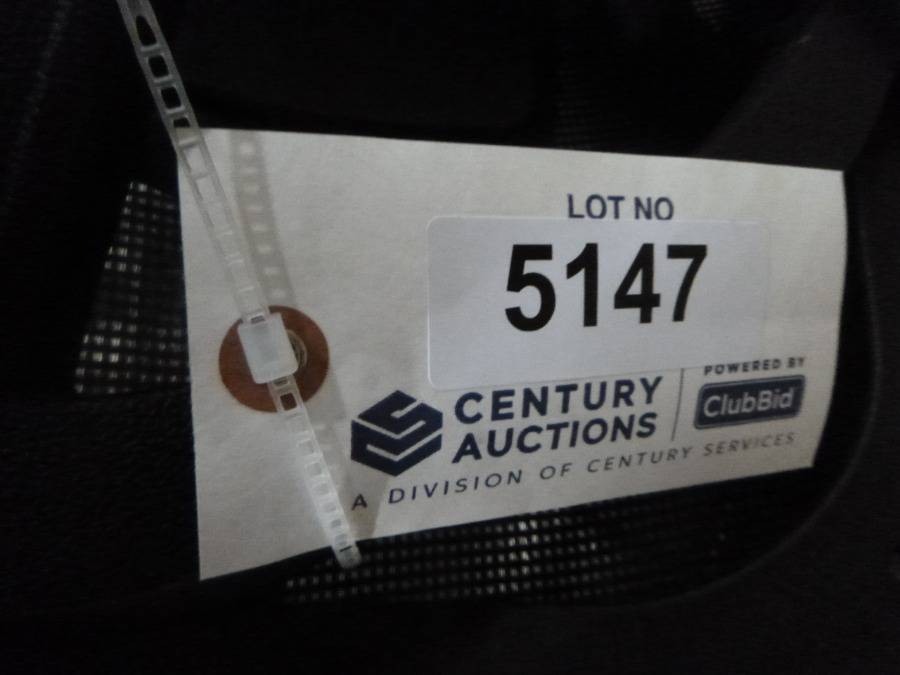 LOT NO
5147
CENTURY
AUCTIONS
POWERED BY
ClubBid
A DIVISION OF CENTURY SERVICES